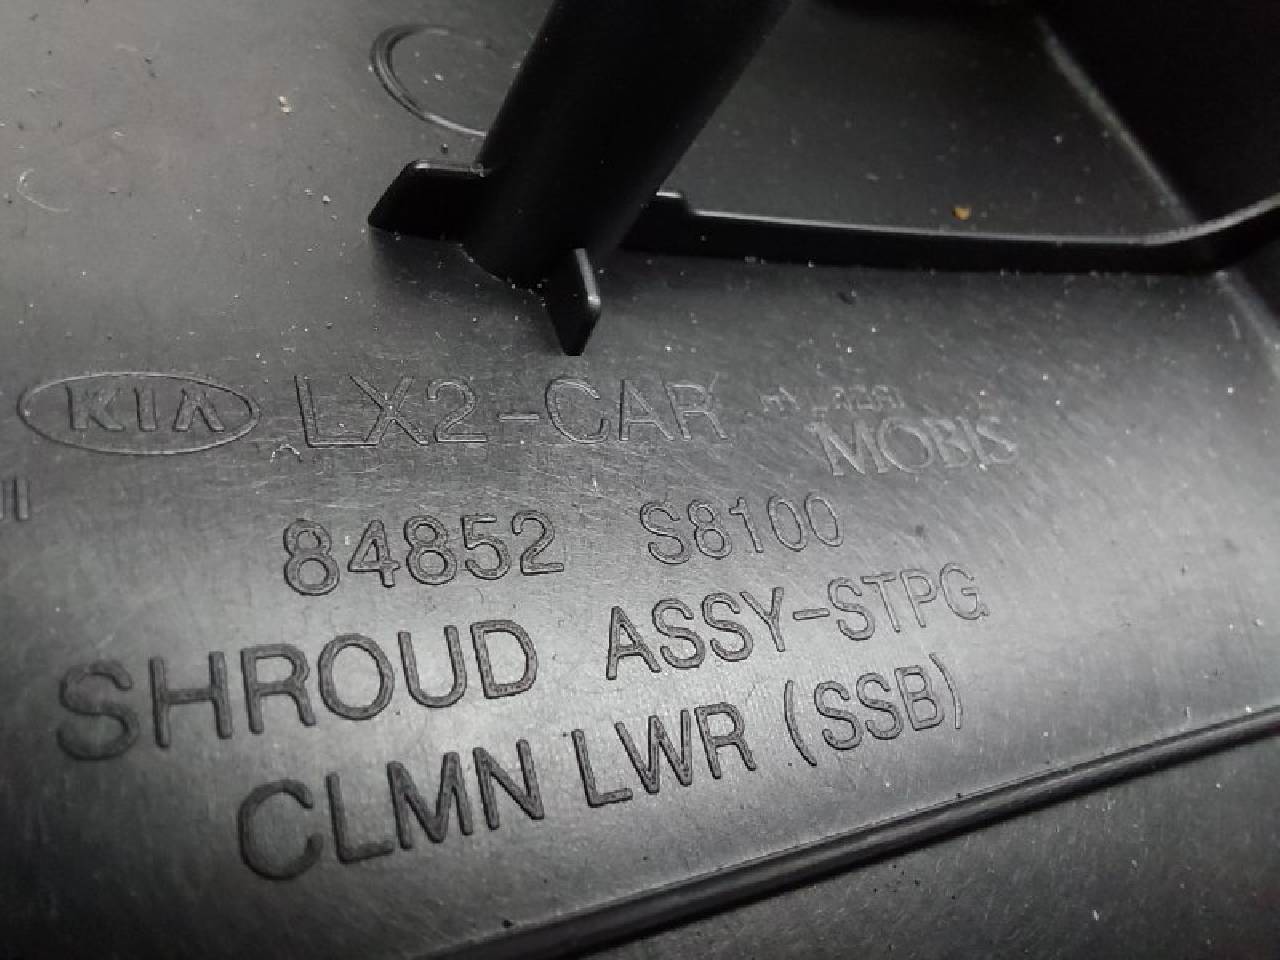 KIA LX2-CAR
MOBIS
84852 S8100
SHROUD ASSY-STPG
CLMN LWR (SSB)